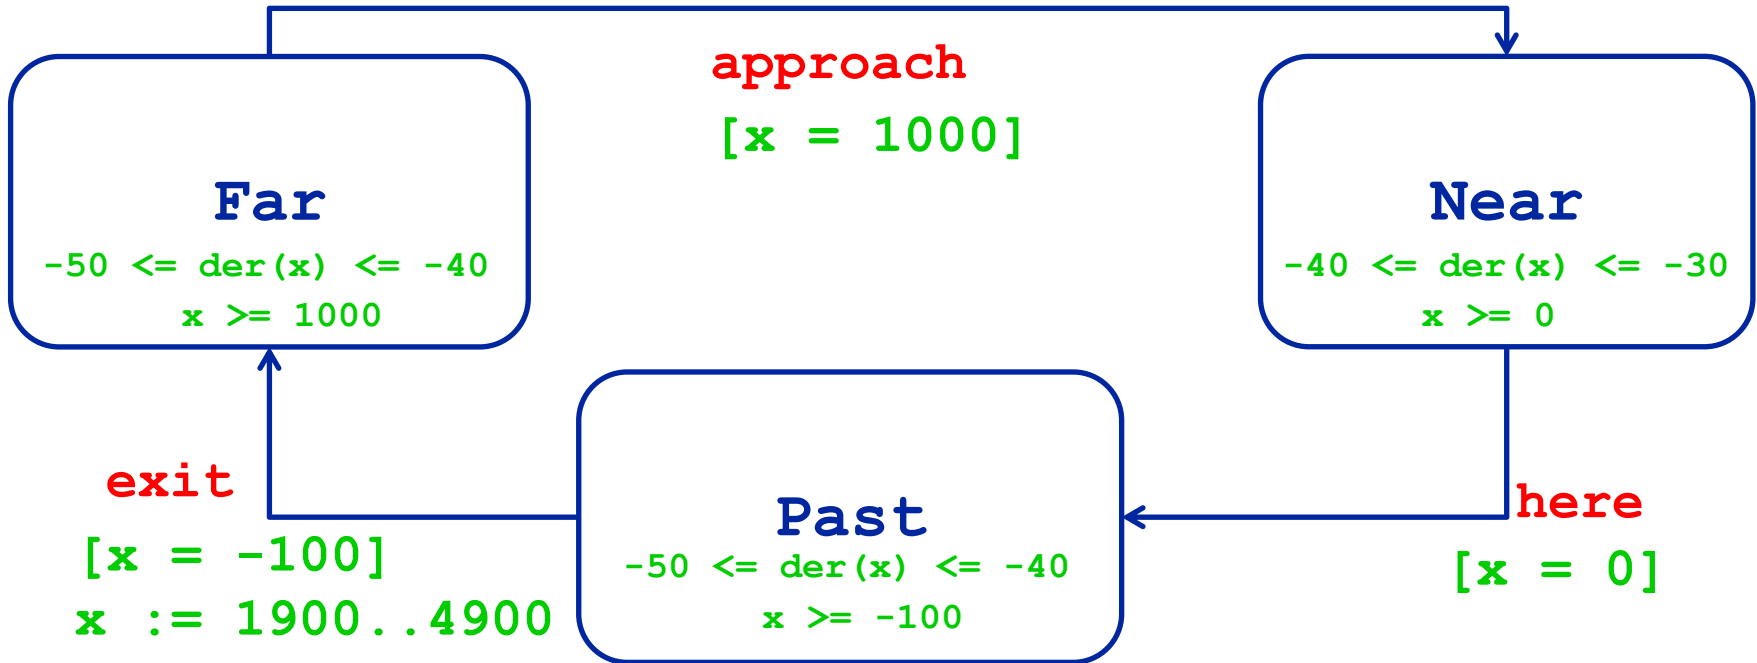 approach
[x = 1000]
Far
-50 <= der(x) <= -40
x >= 1000
Near
-40 <= der(x) <= -30
x >= 0
exit
[x = -100]
x := 1900..4900
Past
-50 <= der(x) <= -40
x >= -100
here
[x = 0]